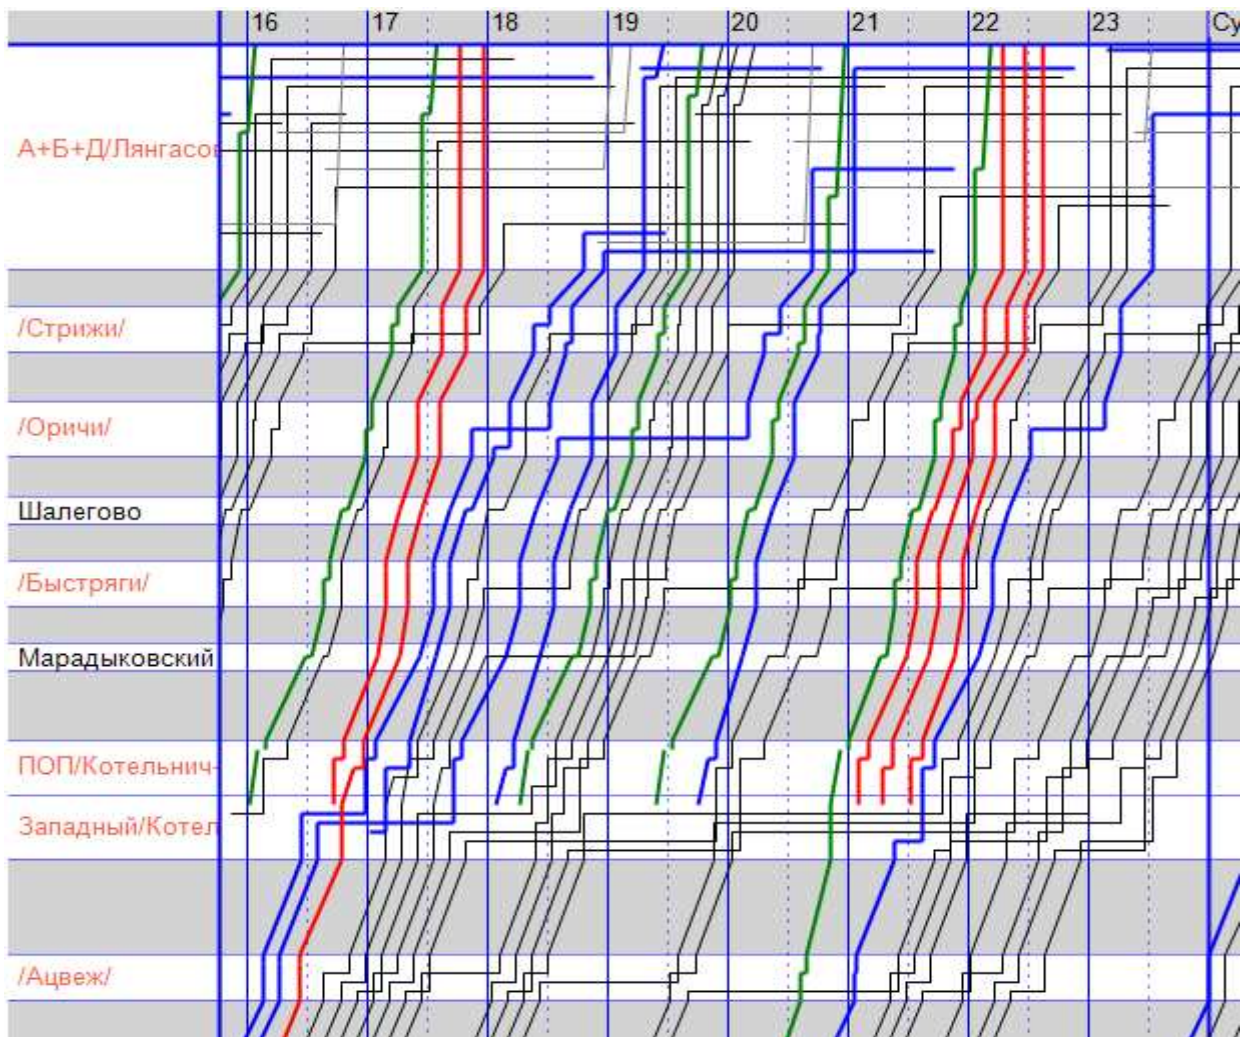 16 17 18 19 20 21 22 23 Су
А+Б+Д/Лянгасо
/Стрижи/
/Оричи/
Шалегово
/Быстряги/
Марадыковский
ПОП/Котельнич-
Западный/Котел
/Ацвеж/